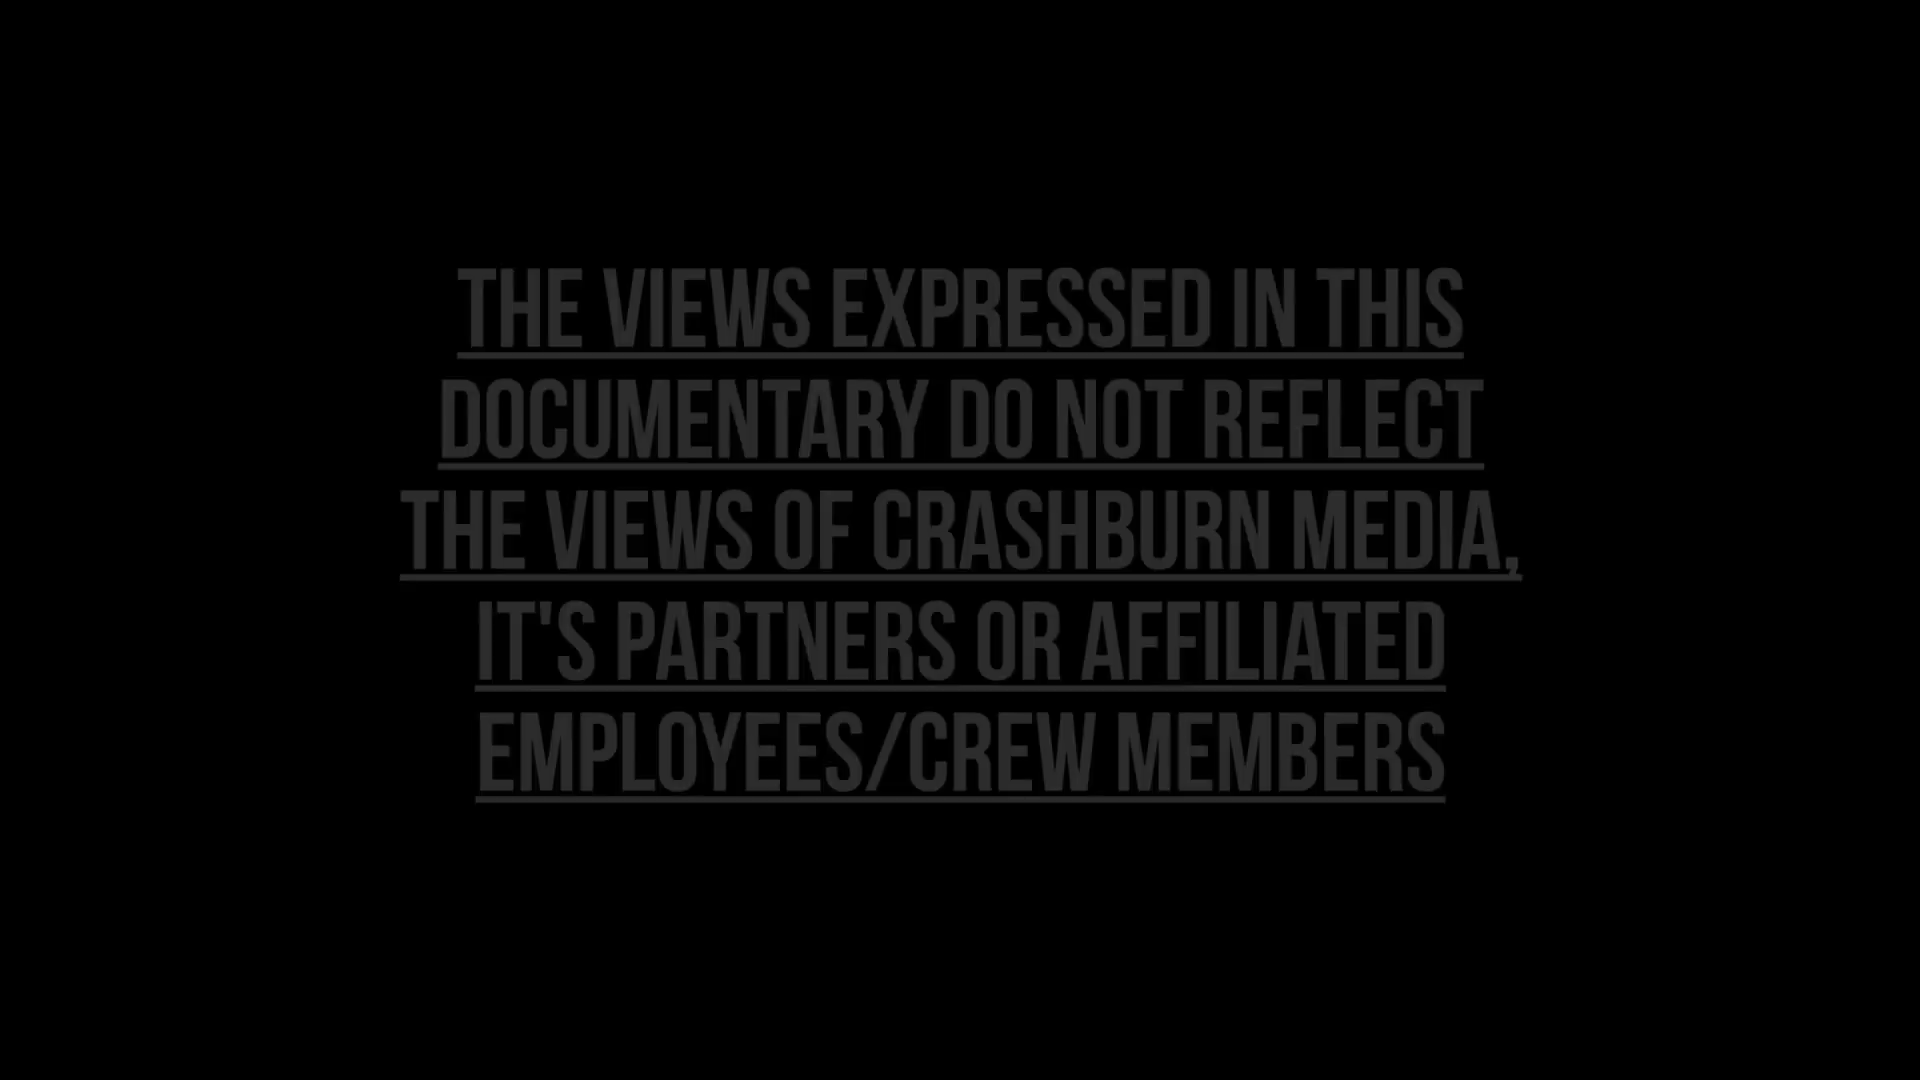 THE VIEWS EXPRESSED IN THIS
DOCUMENTARY DO NOT REFLECT
THE VIEWS OF CRASHBURN MEDIA,
IT'S PARTNERS OR AFFILIATED
EMPLOYEES/CREW MEMBERS